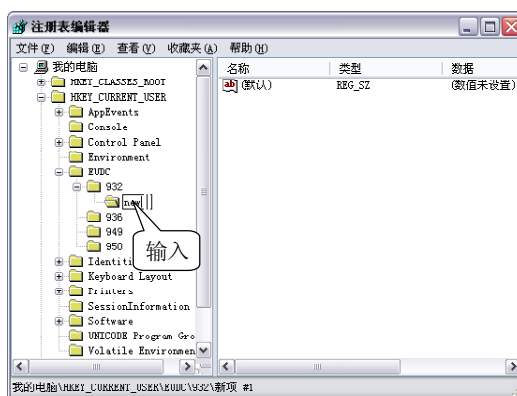 注册表编辑器
文件(F) 编辑(E) 查看(V) 收藏夹(A) 帮助(H)
我的电脑
HKEY_CLASSES_ROOT
HKEY_CURRENT_USER
AppEvents
Console
Control Panel
Environment
EUDC
932
new
936
949
950
Identiti
Keyboard Layout
Printers
SessionInformation
Software
UNICODE Program Gro
Volatile Environmen
输入
名称 类型 数据
ab (默认) REG_SZ (数值未设置)
我的电脑\HKEY_CURRENT_USER\EUDC\932\新项 #1